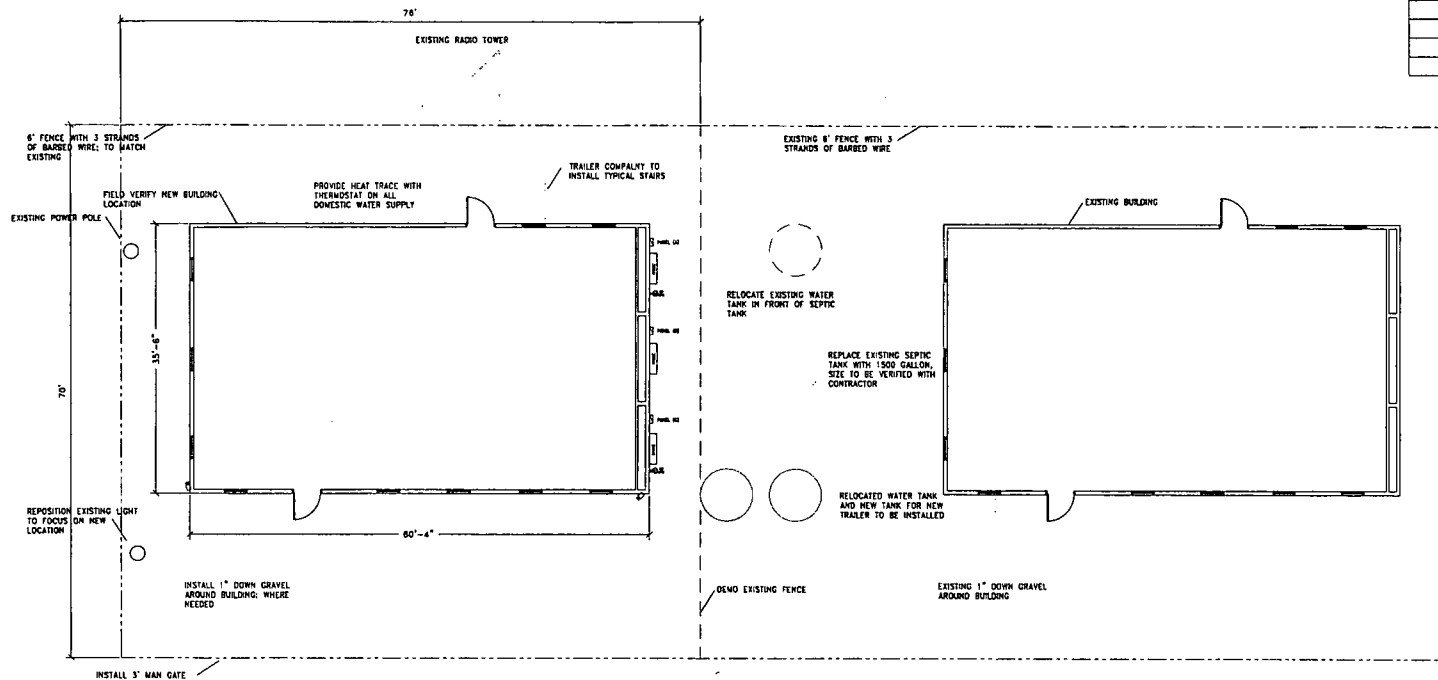 76'
EXISTING RADIO TOWER
6' FENCE WITH 3 STRANDS
OF BARBED WIRE; TO MATCH
EXISTING
EXISTING 6' FENCE WITH 3
STRANDS OF BARBED WIRE
TRAILER COMPALNY TO
INSTALL TYPICAL STAIRS
FIELD VERIFY NEW BUILDING
LOCATION
PROVIDE HEAT TRACE WITH
THERMOSTAT ON ALL
DOMESTIC WATER SUPPLY
EXISTING POWER POLE
EXISTING BUILDING
PANEL
RELOCATE EXISTING WATER
TANK IN FRONT OF SEPTIC
TANK
PANEL
35'-6"
70'
REPLACE EXISTING SEPTIC
TANK WITH 1500 GALLON,
SIZE TO BE VERIFIED WITH
CONTRACTOR
PANEL
RELOCATED WATER TANK
AND NEW TANK FOR NEW
TRAILER TO BE INSTALLED
REPOSITION EXISTING LIGHT
TO FOCUS ON NEW
LOCATION
60'-4"
INSTALL 1" DOWN GRAVEL
AROUND BUILDING; WHERE
NEEDED
DEMO EXISTING FENCE
EXISTING 1" DOWN GRAVEL
AROUND BUILDING
INSTALL 3' MAN GATE